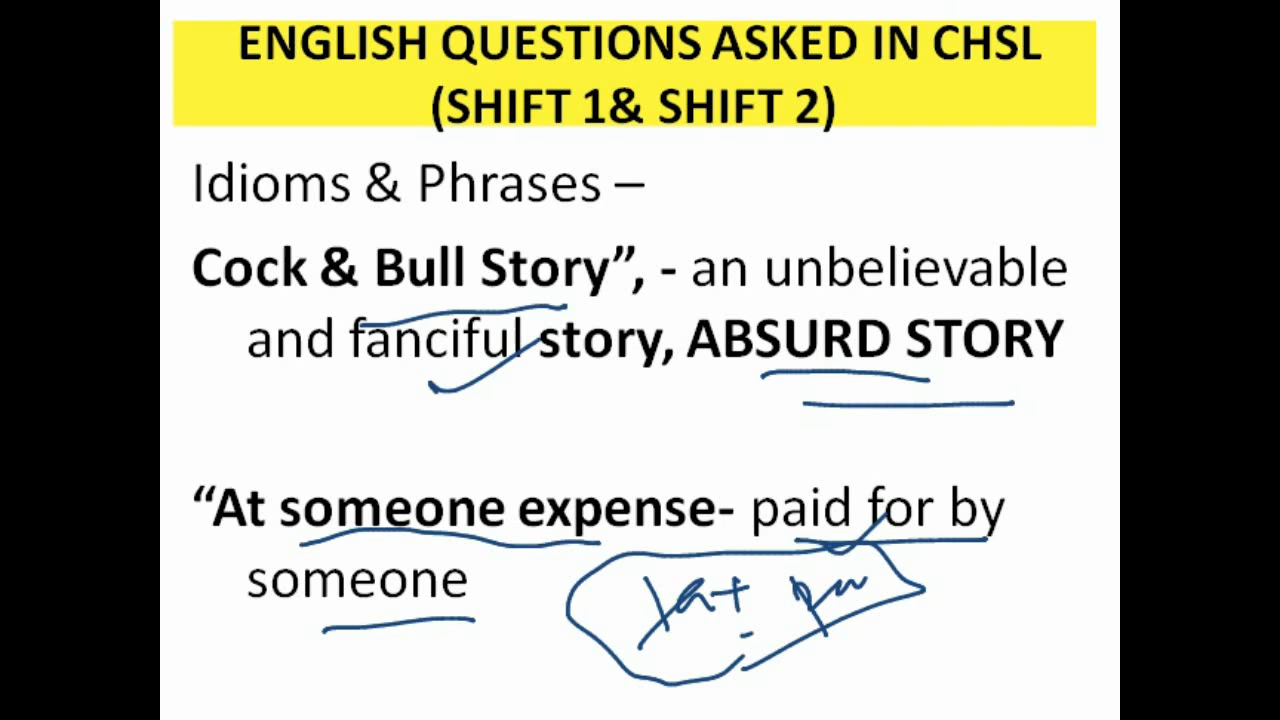 ENGLISH QUESTIONS ASKED IN CHSL
(SHIFT 1& SHIFT 2)
Idioms & Phrases –
Cock & Bull Story”, - an unbelievable
and fanciful story, ABSURD STORY
“At someone expense- paid for by
someone